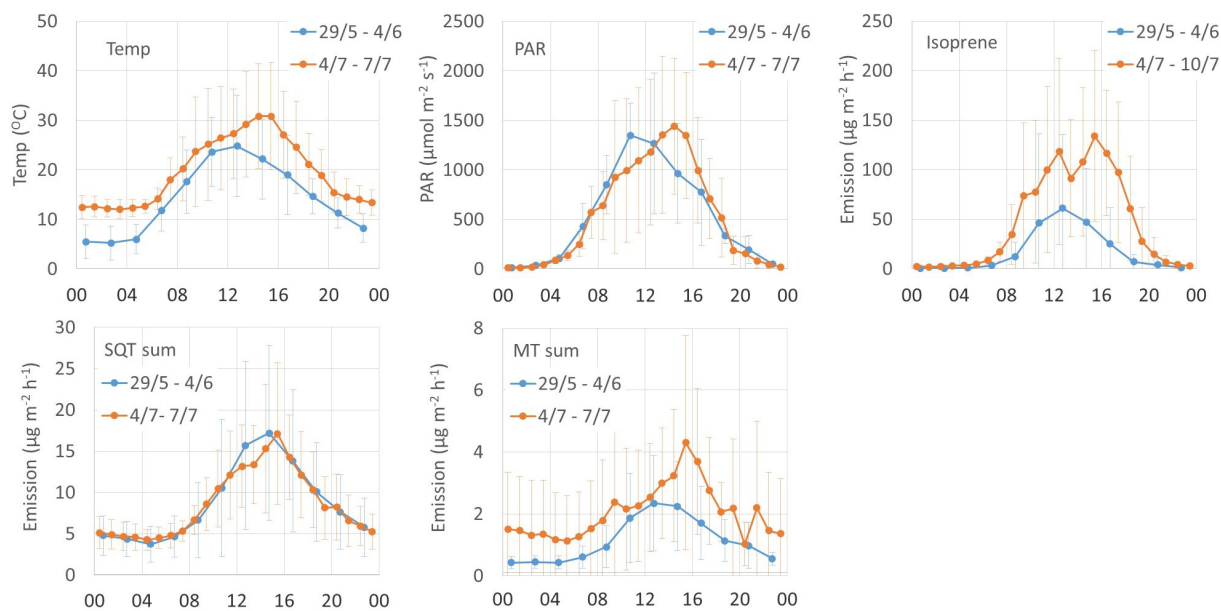 Temp
29/5 - 4/6
4/7 - 7/7
Temp (⁰C)
50
40
30
20
10
0
00 04 08 12 16 20 00
PAR
29/5 - 4/6
4/7 - 7/7
PAR (µmol m⁻² s⁻¹)
2500
2000
1500
1000
500
0
00 04 08 12 16 20 00
Isoprene
29/5 - 4/6
4/7 - 10/7
Emission (µg m⁻² h⁻¹)
250
200
150
100
50
0
00 04 08 12 16 20 00
SQT sum
29/5 - 4/6
4/7- 7/7
Emission (µg m⁻² h⁻¹)
30
25
20
15
10
5
0
00 04 08 12 16 20 00
MT sum
29/5 - 4/6
4/7 - 7/7
Emission (µg m⁻² h⁻¹)
8
6
4
2
0
00 04 08 12 16 20 00